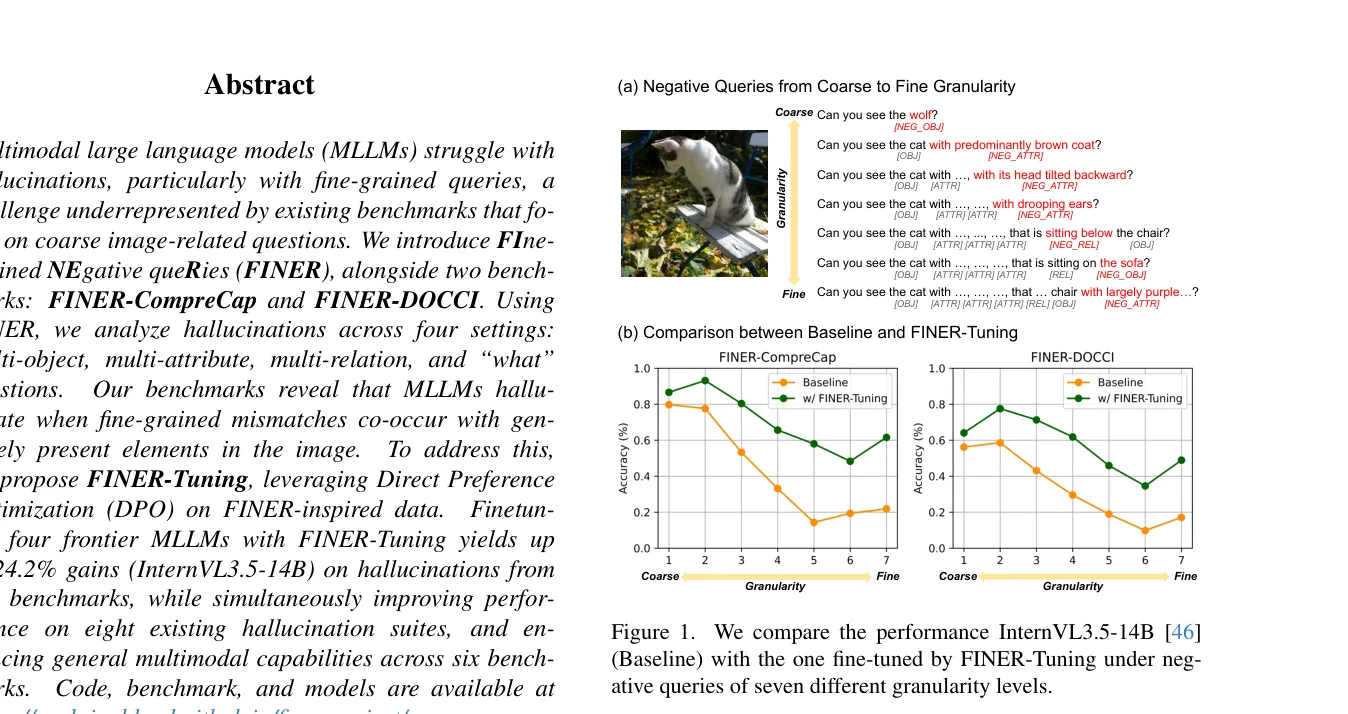 Abstract
ltimodal large language models (MLLMs) struggle with
lucinations, particularly with fine-grained queries, a
llenge underrepresented by existing benchmarks that fo-
on coarse image-related questions. We introduce FIne-
ined NEgative queRies (FINER), alongside two bench-
rks: FINER-CompreCap and FINER-DOCCI. Using
NER, we analyze hallucinations across four settings:
lti-object, multi-attribute, multi-relation, and “what”
stions. Our benchmarks reveal that MLLMs hallu-
ate when fine-grained mismatches co-occur with gen-
ely present elements in the image. To address this,
propose FINER-Tuning, leveraging Direct Preference
timization (DPO) on FINER-inspired data. Finetun-
four frontier MLLMs with FINER-Tuning yields up
24.2% gains (InternVL3.5-14B) on hallucinations from
benchmarks, while simultaneously improving perfor-
nce on eight existing hallucination suites, and en-
cing general multimodal capabilities across six bench-
rks. Code, benchmark, and models are available at
(a) Negative Queries from Coarse to Fine Granularity
Coarse
Granularity
Fine
Can you see the wolf?
[NEG_OBJ]
Can you see the cat with predominantly brown coat?
[OBJ] [NEG_ATTR]
Can you see the cat with …, with its head tilted backward?
[OBJ] [ATTR] [NEG_ATTR]
Can you see the cat with …, …, with drooping ears?
[OBJ] [ATTR] [ATTR] [NEG_ATTR]
Can you see the cat with …, ..., …, that is sitting below the chair?
[OBJ] [ATTR] [ATTR] [ATTR] [NEG_REL] [OBJ]
Can you see the cat with …, …, …, that is sitting on the sofa?
[OBJ] [ATTR] [ATTR] [ATTR] [REL] [NEG_OBJ]
Can you see the cat with …, …, …, that … chair with largely purple…?
[OBJ] [ATTR] [ATTR] [ATTR] [REL] [OBJ] [NEG_ATTR]
(b) Comparison between Baseline and FINER-Tuning
FINER-CompreCap
Accuracy (%)
1.0
0.8
0.6
0.4
0.2
0.0
Baseline
w/ FINER-Tuning
1 2 3 4 5 6 7
Coarse Fine
Granularity
FINER-DOCCI
Accuracy (%)
1.0
0.8
0.6
0.4
0.2
0.0
Baseline
w/ FINER-Tuning
1 2 3 4 5 6 7
Coarse Fine
Granularity
Figure 1. We compare the performance InternVL3.5-14B [46]
(Baseline) with the one fine-tuned by FINER-Tuning under neg-
ative queries of seven different granularity levels.